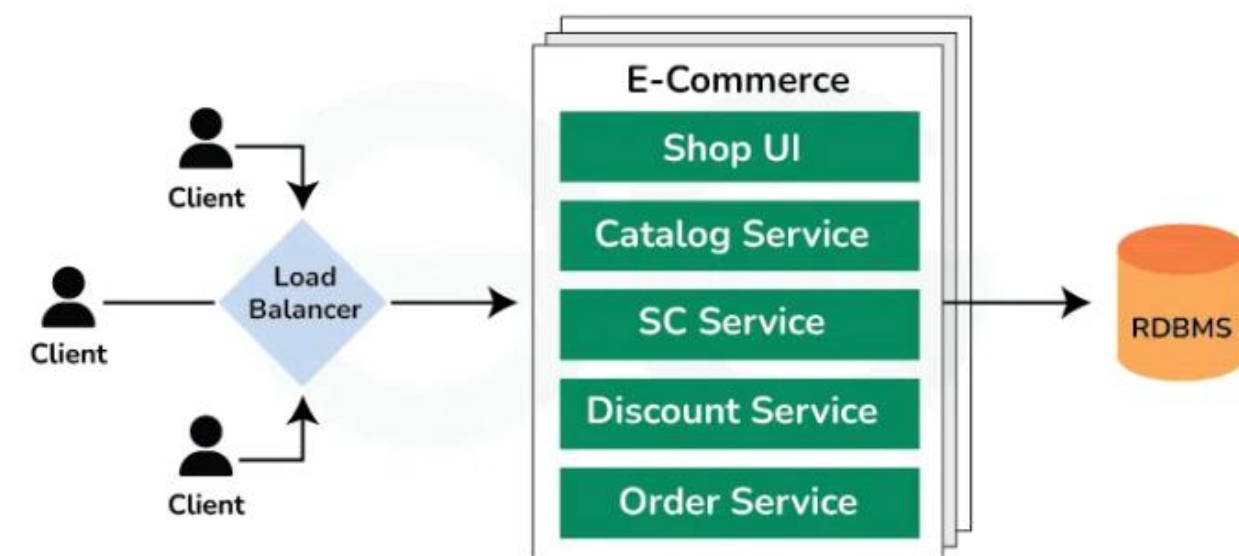 E-Commerce
Shop UI
Client
Catalog Service
Load
Balancer
SC Service
RDBMS
Client
Discount Service
Order Service
Client